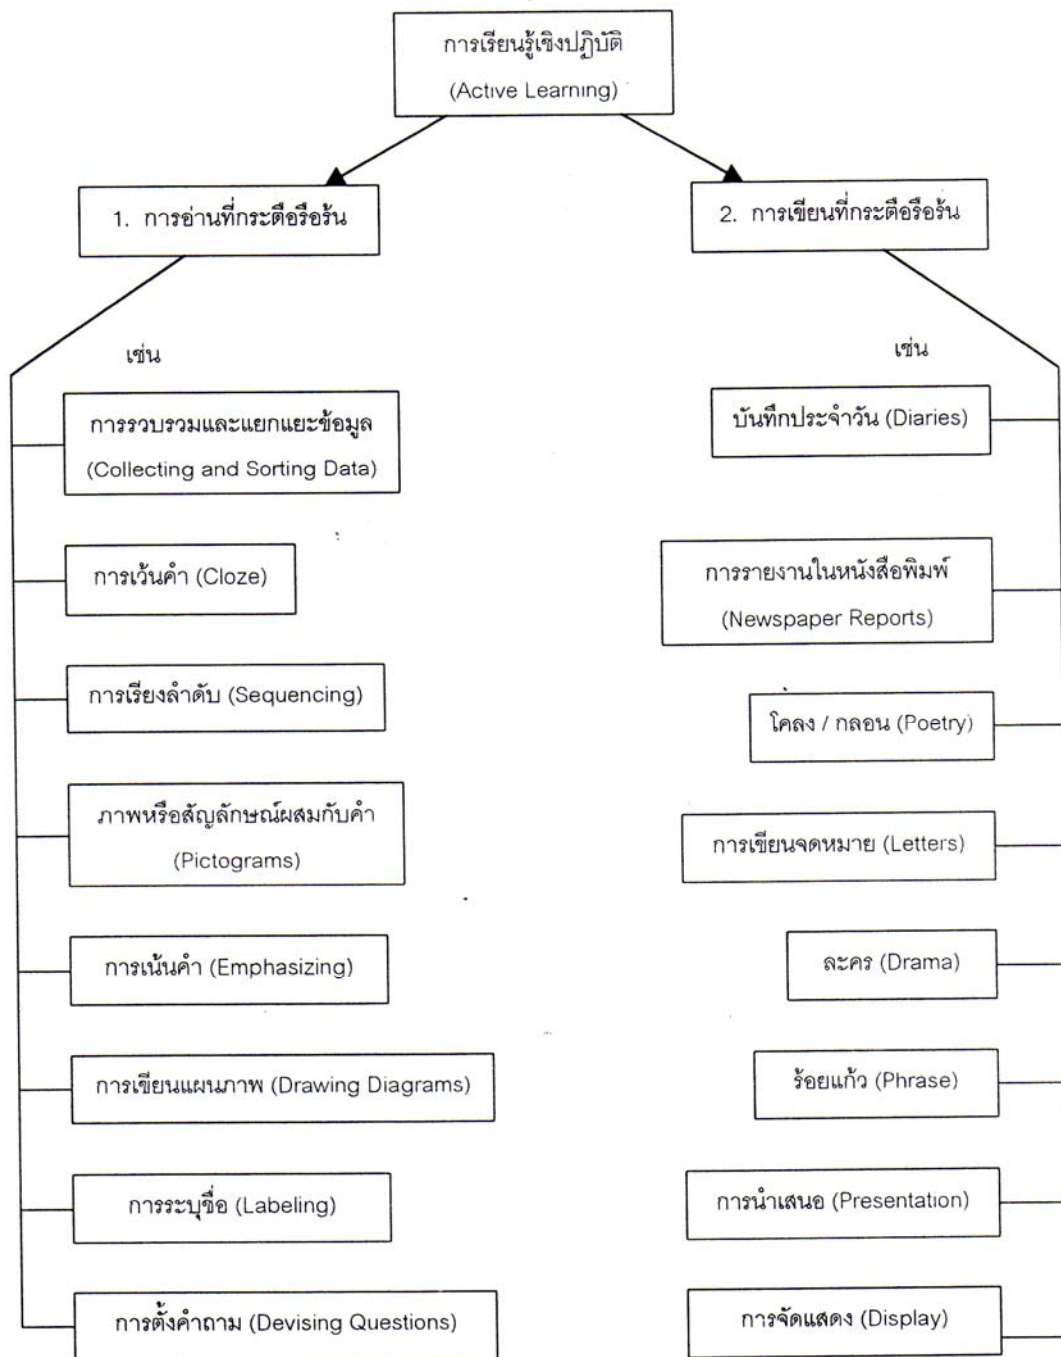 การเรียนรู้เชิงปฏิบัติ
(Active Learning)
1. การอ่านที่กระตือรือร้น
2. การเขียนที่กระตือรือร้น
เช่น
การรวบรวมและแยกแยะข้อมูล
(Collecting and Sorting Data)
การเว้นคำ (Cloze)
การเรียงลำดับ (Sequencing)
ภาพหรือสัญลักษณ์ผสมกับคำ
(Pictograms)
การเน้นคำ (Emphasizing)
การเขียนแผนภาพ (Drawing Diagrams)
การระบุชื่อ (Labeling)
การตั้งคำถาม (Devising Questions)
เช่น
บันทึกประจำวัน (Diaries)
การรายงานในหนังสือพิมพ์
(Newspaper Reports)
โคลง / กลอน (Poetry)
การเขียนจดหมาย (Letters)
ละคร (Drama)
ร้อยแก้ว (Phrase)
การนำเสนอ (Presentation)
การจัดแสดง (Display)